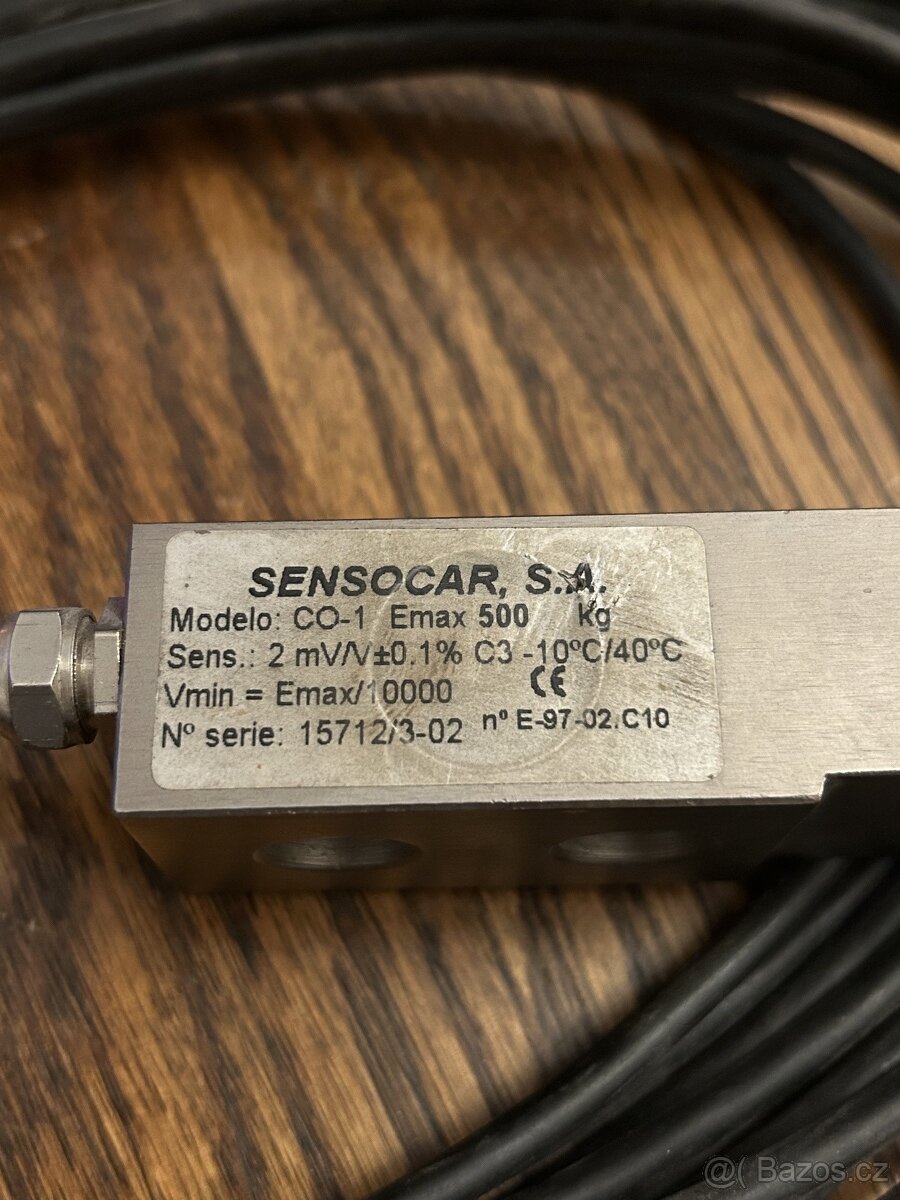 SENSOCAR, S.A.
Modelo: CO-1 Emax 500 Kg
Sens.: 2 mV/V±0.1% C3 -10ºC/40ºC
Vmin = Emax/10000 CE
Nº serie: 15712/3-02 nº E-97-02.C10
@( Bazos.cz